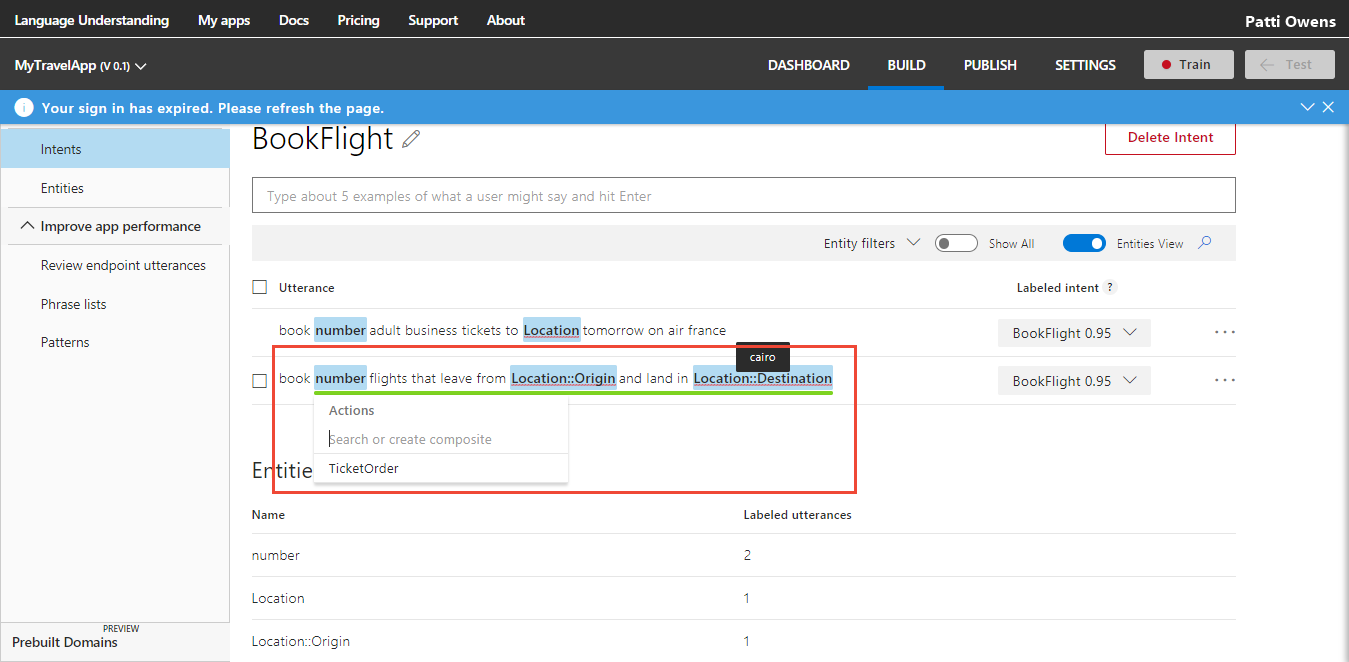 Language Understanding My apps Docs Pricing Support About Patti Owens
MyTravelApp (V 0.1) DASHBOARD BUILD PUBLISH SETTINGS Train Test
Your sign in has expired. Please refresh the page.
Intents
Entities
Improve app performance
Review endpoint utterances
Phrase lists
Patterns
PREVIEW
Prebuilt Domains
BookFlight Delete Intent
Type about 5 examples of what a user might say and hit Enter
Entity filters Show All Entities View
Utterance Labeled intent ?
book number adult business tickets to Location tomorrow on air france BookFlight 0.95 ...
cairo
book number flights that leave from Location::Origin and land in Location::Destination BookFlight 0.95 ...
Actions
Search or create composite
TicketOrder
Entitie
Name Labeled utterances
number 2
Location 1
Location::Origin 1